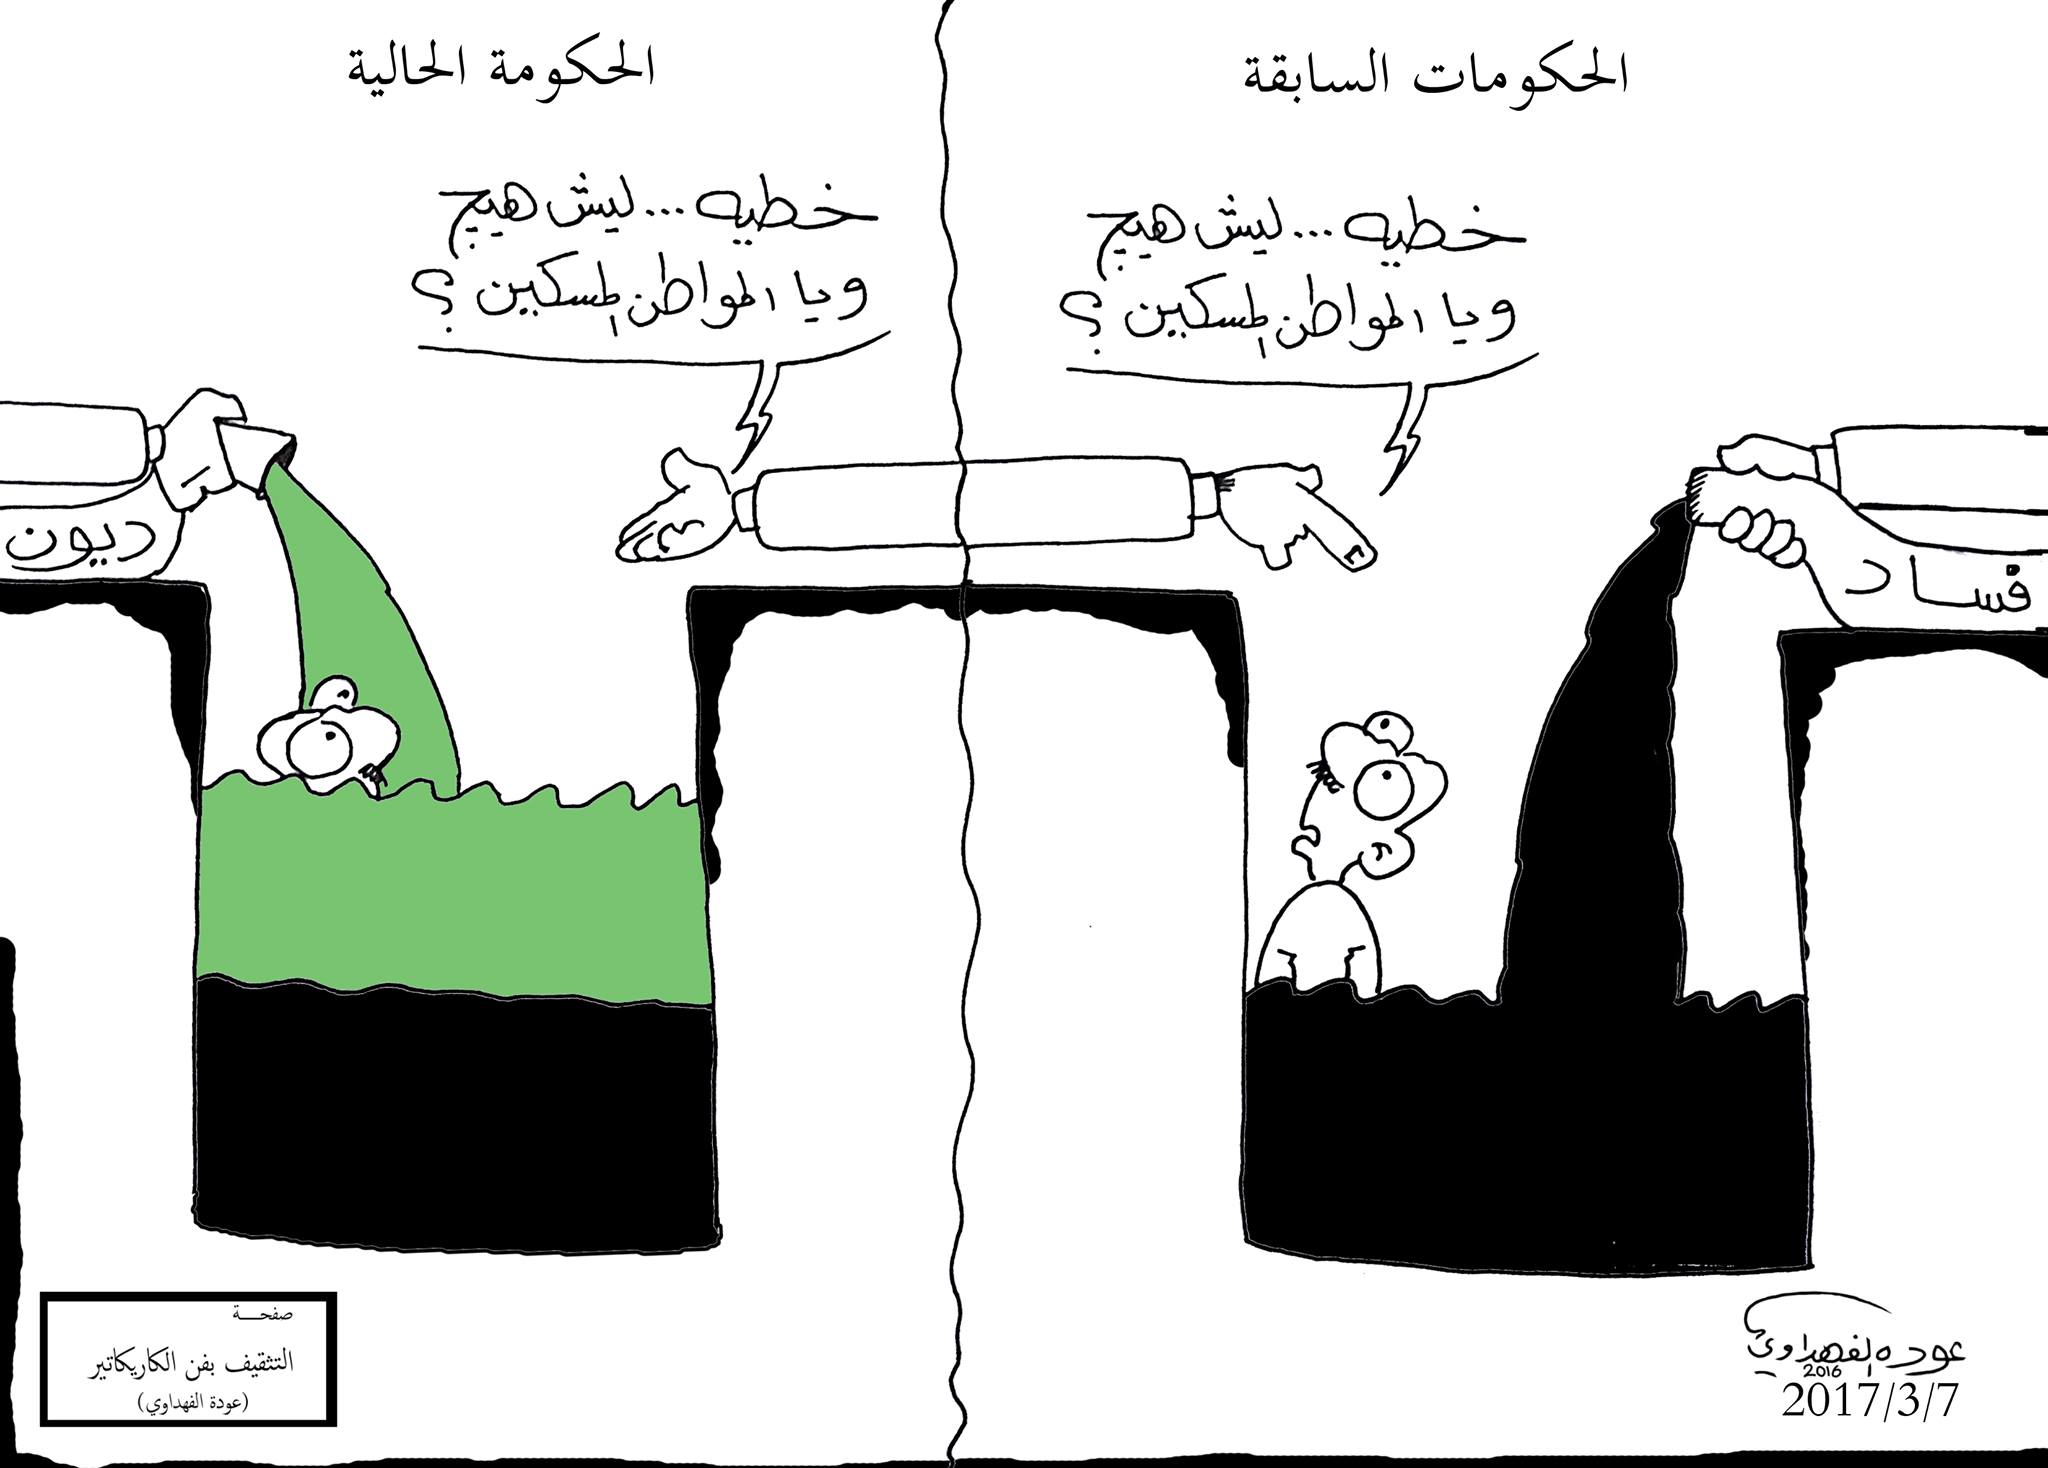 الحكومات السابقة
خطيه... ليش هيج
ويا المواطن المسكين؟
فساد
الحكومة الحالية
خطيه... ليش هيج
ويا المواطن المسكين؟
ديون
عوده الفهداوي
2016
2017/3/7
صفحـــة
التثقيف بفن الكاريكاتير
(عودة الفهداوي)